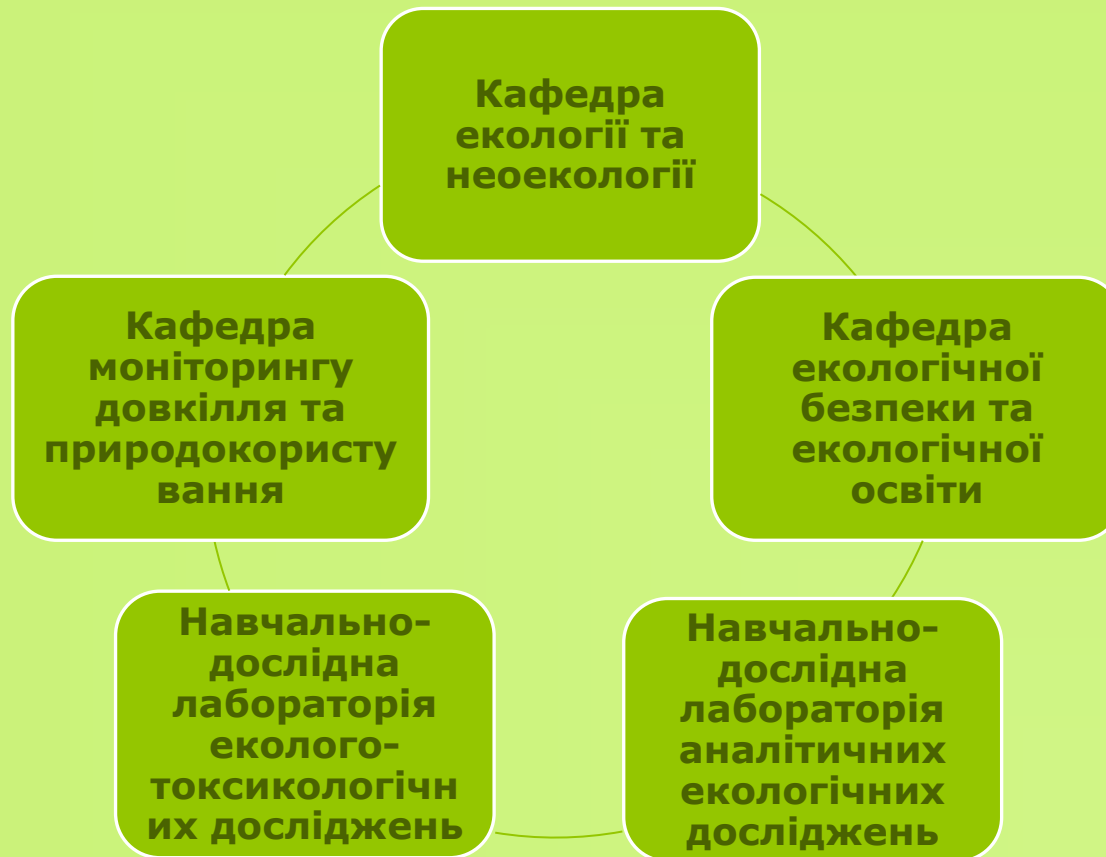 Кафедра
екології та
неоекології
Кафедра
моніторингу
довкілля та
природокористу
вання
Кафедра
екологічної
безпеки та
екологічної
освіти
Навчально-
дослідна
лабораторія
еколого-
токсикологічн
их досліджень
Навчально-
дослідна
лабораторія
аналітичних
екологічних
досліджень